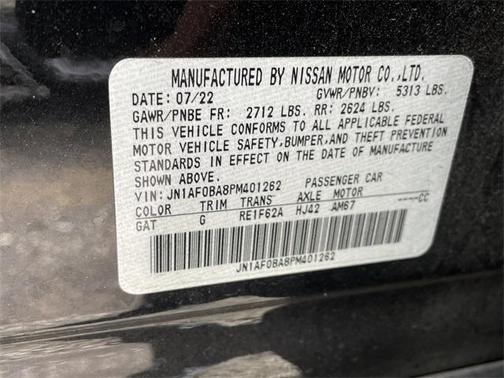 MANUFACTURED BY NISSAN MOTOR CO.,LTD.
DATE: 07/22 GVWR/PNBV: 5313 LBS.
GAWR/PNBE FR: 2712 LBS. RR: 2624 LBS.
THIS VEHICLE CONFORMS TO ALL APPLICABLE FEDERAL
MOTOR VEHICLE SAFETY,BUMPER,AND THEFT PREVENTION
STANDARDS IN EFFECT ON THE DATE OF MANUFACTURE
SHOWN ABOVE.
VIN: JN1AF0BA8PM401262 PASSENGER CAR
COLOR TRIM TRANS AXLE MOTOR
GAT G RE1F62A HJ42 AM67 ----CC
JN1AF0BA8PM401262